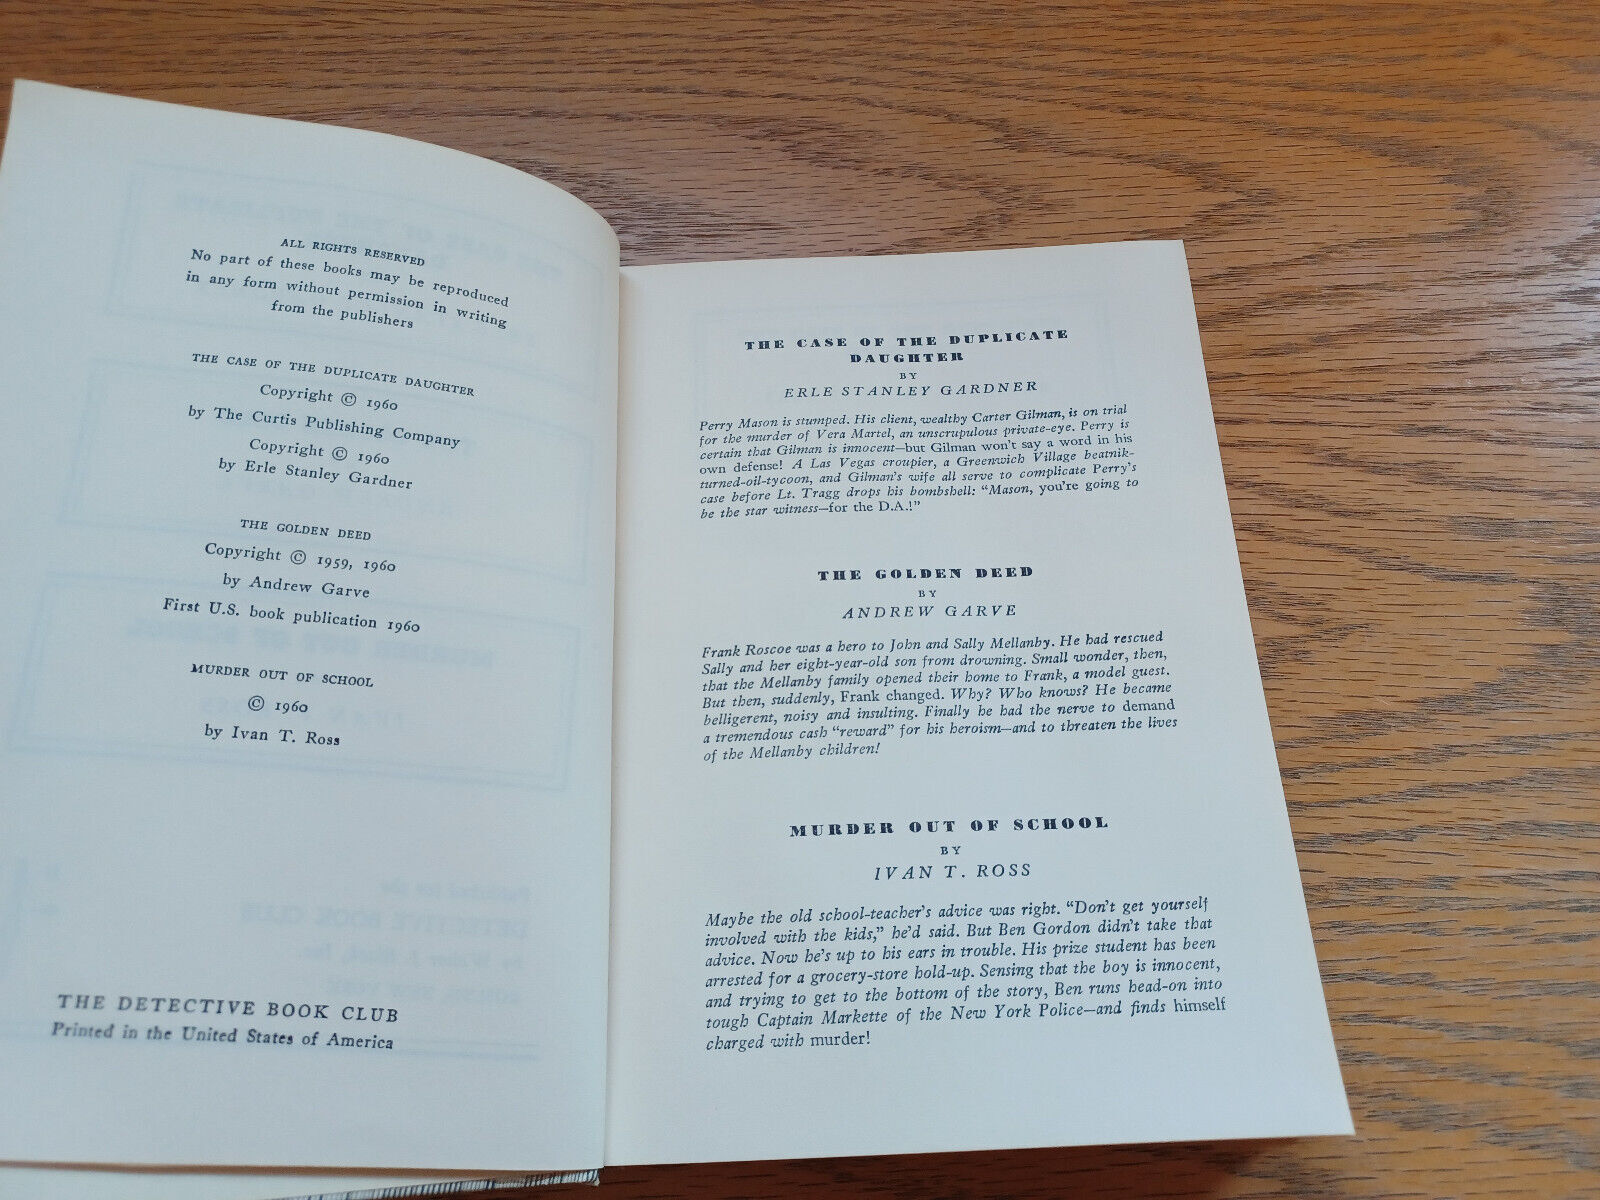 ALL RIGHTS RESERVED
No part of these books may be reproduced
in any form without permission in writing
from the publishers
THE CASE OF THE DUPLICATE DAUGHTER
Copyright © 1960
by The Curtis Publishing Company
Copyright © 1960
by Erle Stanley Gardner
THE GOLDEN DEED
Copyright © 1959, 1960
by Andrew Garve
First U.S. book publication 1960
MURDER OUT OF SCHOOL
© 1960
by Ivan T. Ross
THE DETECTIVE BOOK CLUB
Printed in the United States of America
THE CASE OF THE DUPLICATE
DAUGHTER
BY
ERLE STANLEY GARDNER
Perry Mason is stumped. His client, wealthy Carter Gilman, is on trial
for the murder of Vera Martel, an unscrupulous private-eye. Perry is
certain that Gilman is innocent—but Gilman won't say a word in his
own defense! A Las Vegas croupier, a Greenwich Village beatnik-
turned-oil-tycoon, and Gilman's wife all serve to complicate Perry's
case before Lt. Tragg drops his bombshell: "Mason, you're going to
be the star witness—for the D.A.!"
THE GOLDEN DEED
BY
ANDREW GARVE
Frank Roscoe was a hero to John and Sally Mellanby. He had rescued
Sally and her eight-year-old son from drowning. Small wonder, then,
that the Mellanby family opened their home to Frank, a model guest.
But then, suddenly, Frank changed. Why? Who knows? He became
belligerent, noisy and insulting. Finally he had the nerve to demand
a tremendous cash "reward" for his heroism—and to threaten the lives
of the Mellanby children!
MURDER OUT OF SCHOOL
BY
IVAN T. ROSS
Maybe the old school-teacher's advice was right. "Don't get yourself
involved with the kids," he'd said. But Ben Gordon didn't take that
advice. Now he's up to his ears in trouble. His prize student has been
arrested for a grocery-store hold-up. Sensing that the boy is innocent,
and trying to get to the bottom of the story, Ben runs head-on into
tough Captain Markette of the New York Police—and finds himself
charged with murder!